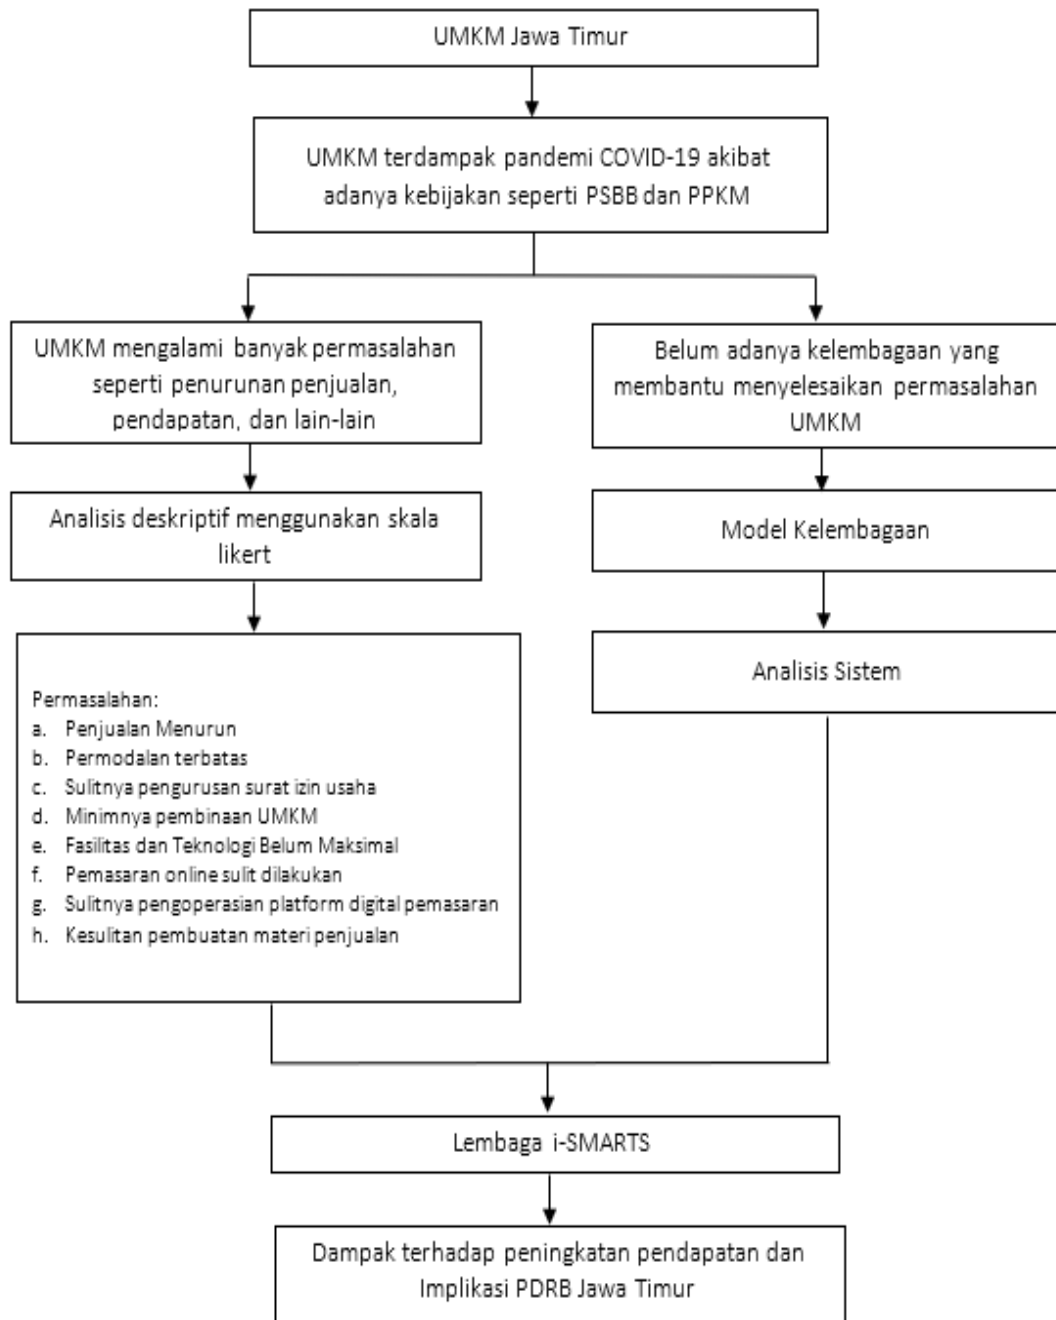 UMKM Jawa Timur
UMKM terdampak pandemi COVID-19 akibat
adanya kebijakan seperti PSBB dan PPKM
UMKM mengalami banyak permasalahan
seperti penurunan penjualan,
pendapatan, dan lain-lain
Belum adanya kelembagaan yang
membantu menyelesaikan permasalahan
UMKM
Analisis deskriptif menggunakan skala
likert
Model Kelembagaan
Analisis Sistem
Permasalahan:
a. Penjualan Menurun
b. Permodalan terbatas
c. Sulitnya pengurusan surat izin usaha
d. Minimnya pembinaan UMKM
e. Fasilitas dan Teknologi Belum Maksimal
f. Pemasaran online sulit dilakukan
g. Sulitnya pengoperasian platform digital pemasaran
h. Kesulitan pembuatan materi penjualan
Lembaga i-SMARTS
Dampak terhadap peningkatan pendapatan dan
Implikasi PDRB Jawa Timur